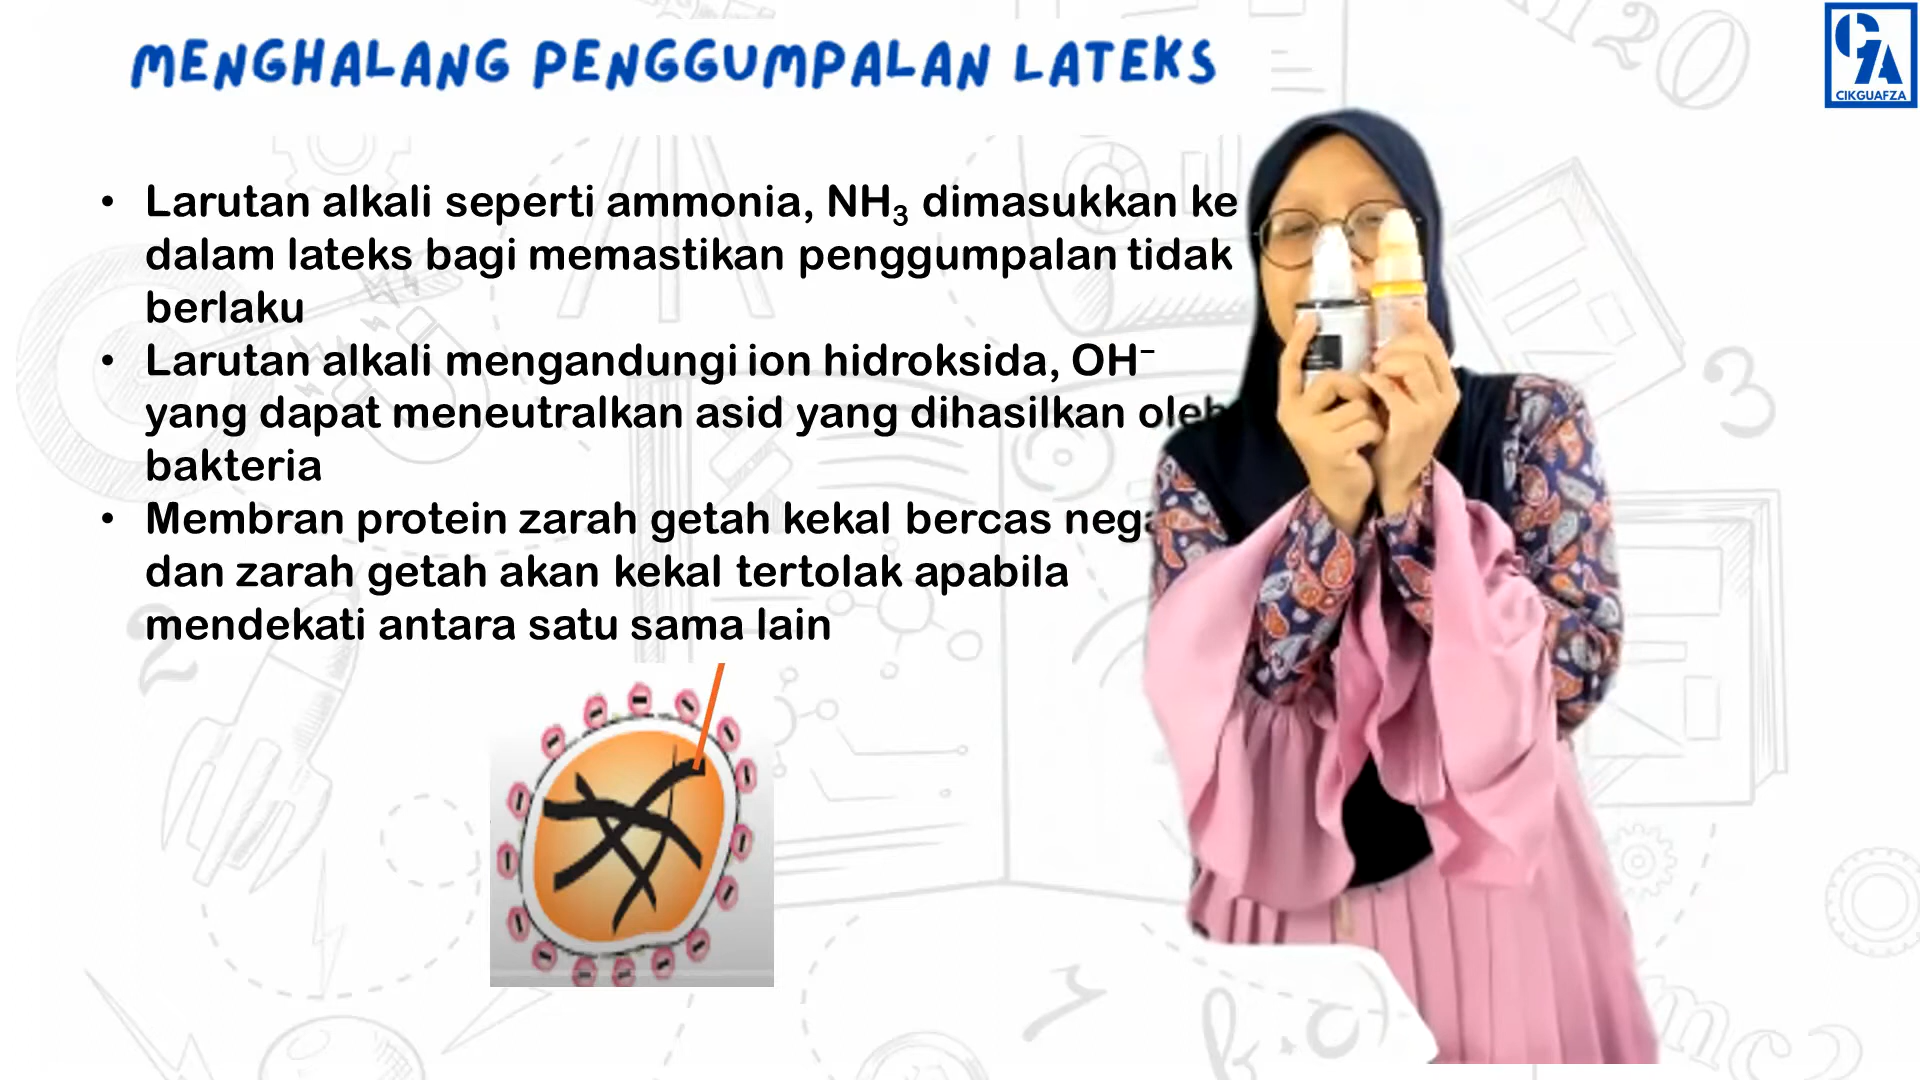 MENGHALANG PENGGUMPALAN LATEKS
CIKGUAFZA
• Larutan alkali seperti ammonia, NH₃ dimasukkan ke
dalam lateks bagi memastikan penggumpalan tidak
berlaku
• Larutan alkali mengandungi ion hidroksida, OH⁻
yang dapat meneutralkan asid yang dihasilkan oleh
bakteria
• Membran protein zarah getah kekal bercas
dan zarah getah akan kekal tertolak apabila
mendekati antara satu sama lain